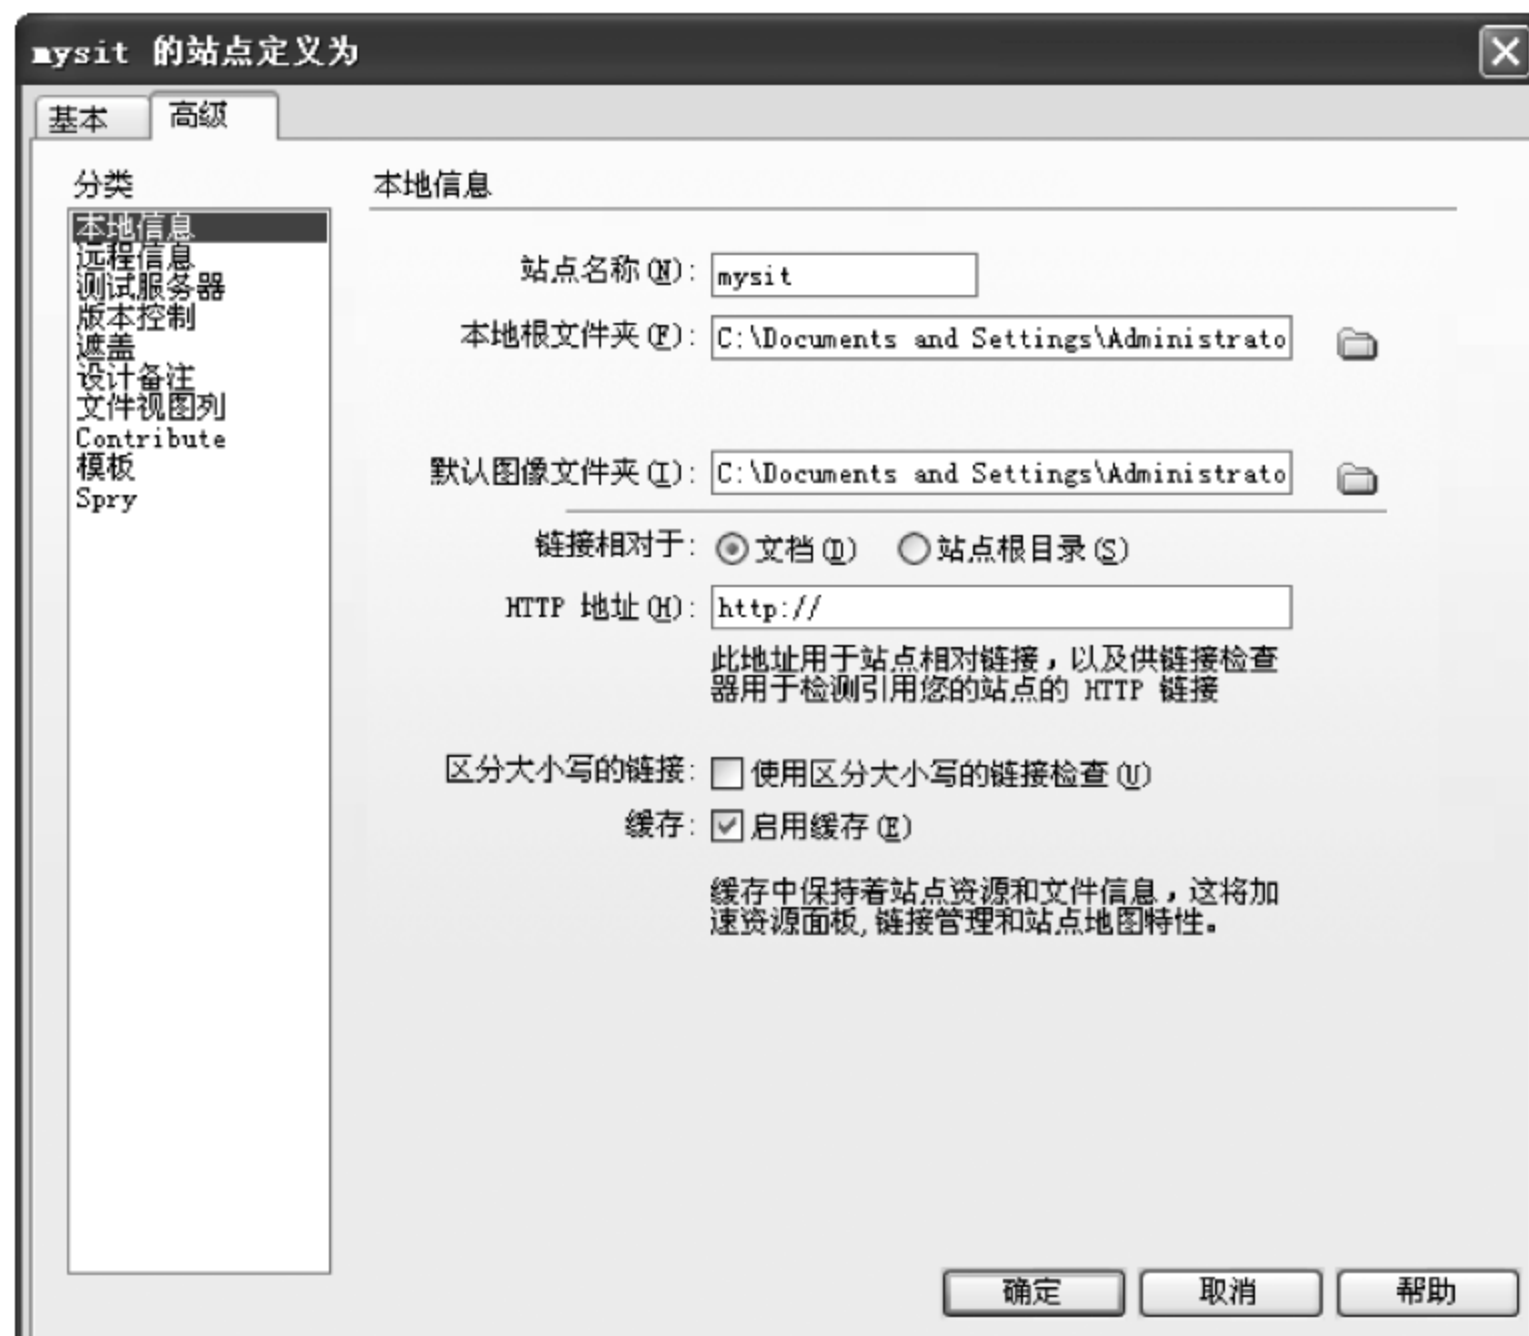 mysit 的站点定义为
基本
高级
分类
本地信息
远程信息
测试服务器
版本控制
遮盖
设计备注
文件视图列
Contribute
模板
Spry
本地信息
站点名称(N): mysit
本地根文件夹(F): C:\Documents and Settings\Administrato
默认图像文件夹(I): C:\Documents and Settings\Administrato
链接相对于: 文档(D) 站点根目录(S)
HTTP 地址(H): http://
此地址用于站点相对链接，以及供链接检查
器用于检测引用您的站点的 HTTP 链接
区分大小写的链接: 使用区分大小写的链接检查(U)
缓存: 启用缓存(E)
缓存中保持着站点资源和文件信息，这将加
速资源面板,链接管理和站点地图特性。
确定
取消
帮助